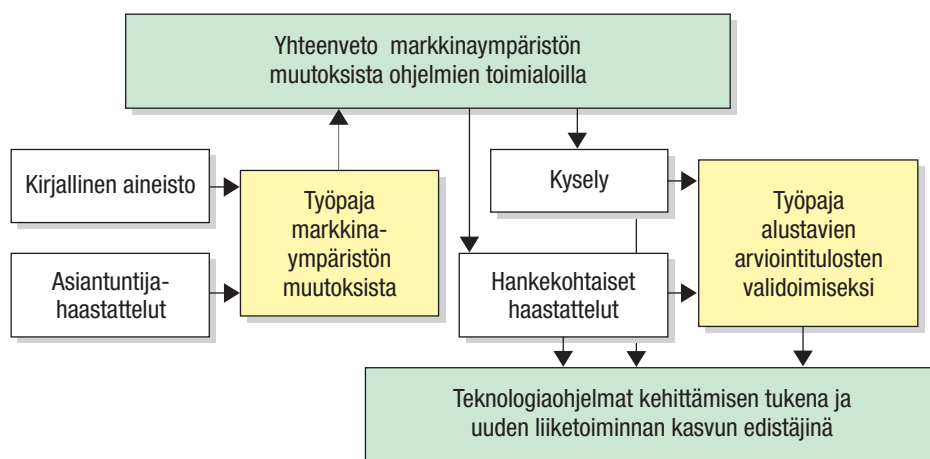 Yhteenveto markkinaympäristön
muutoksista ohjelmien toimialoilla
Kirjallinen aineisto
Asiantuntija-
haastattelut
Työpaja
markkina-
ympäristön
muutoksista
Kysely
Hankekohtaiset
haastattelut
Työpaja
alustavien
arviointitulosten
validoimiseksi
Teknologiaohjelmat kehittämisen tukena ja
uuden liiketoiminnan kasvun edistäjinä